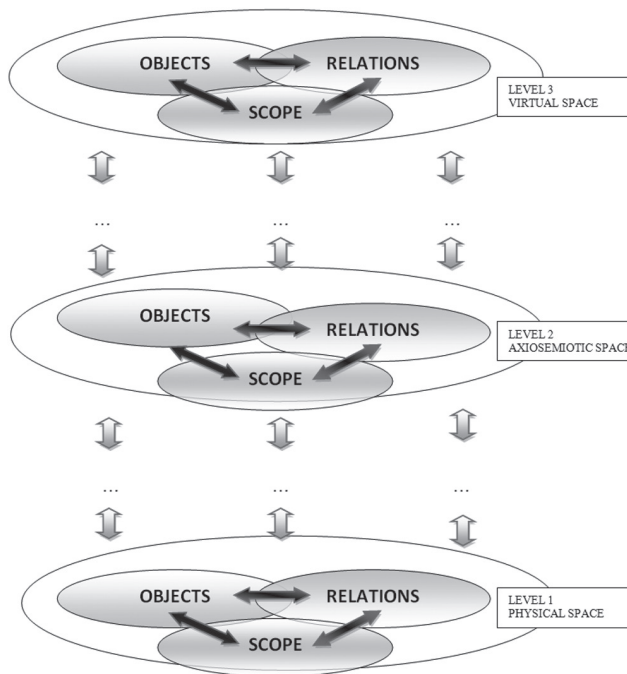 OBJECTS
RELATIONS
SCOPE
LEVEL 3
VIRTUAL SPACE
... ... ...
OBJECTS
RELATIONS
SCOPE
LEVEL 2
AXIOSEMIOTIC SPACE
... ... ...
OBJECTS
RELATIONS
SCOPE
LEVEL 1
PHYSICAL SPACE